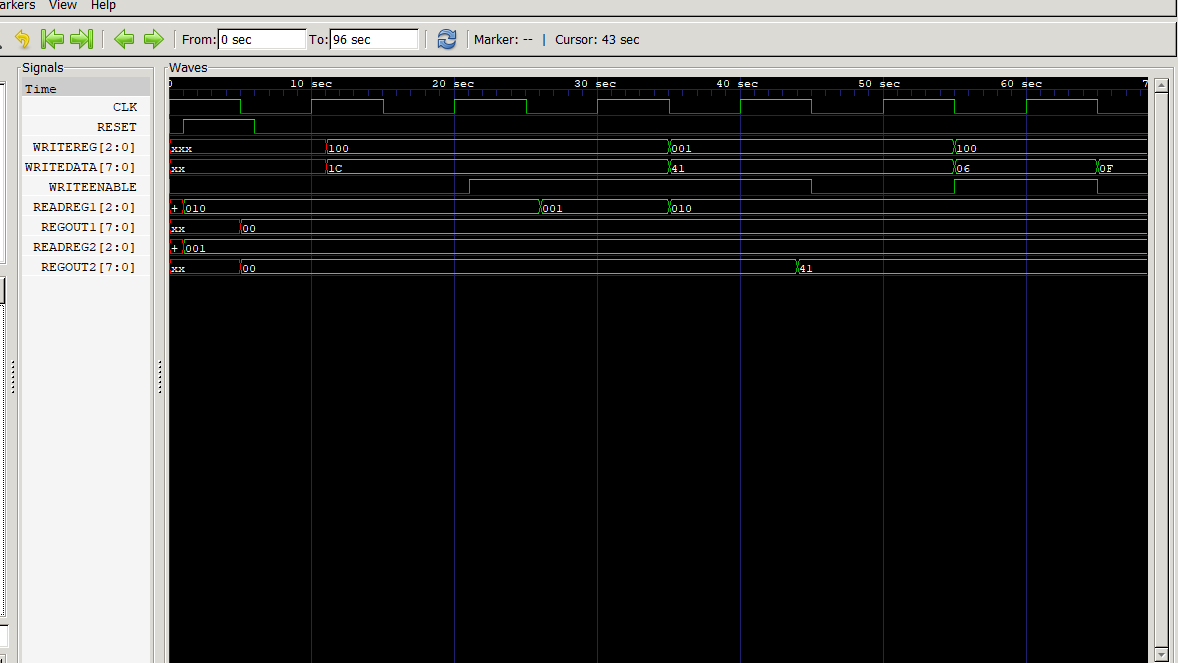 arkers View Help
From: 0 sec To: 96 sec Marker: -- | Cursor: 43 sec
Signals Waves
Time 0 10 sec 20 sec 30 sec 40 sec 50 sec 60 sec 7
CLK
RESET
WRITEREG[2:0] xxx 100 001 100
WRITEDATA[7:0] xx 1C 41 06 0F
WRITEENABLE
READREG1[2:0] + 010 001 010
REGOUT1[7:0] xx 00
READREG2[2:0] + 001
REGOUT2[7:0] xx 00 41